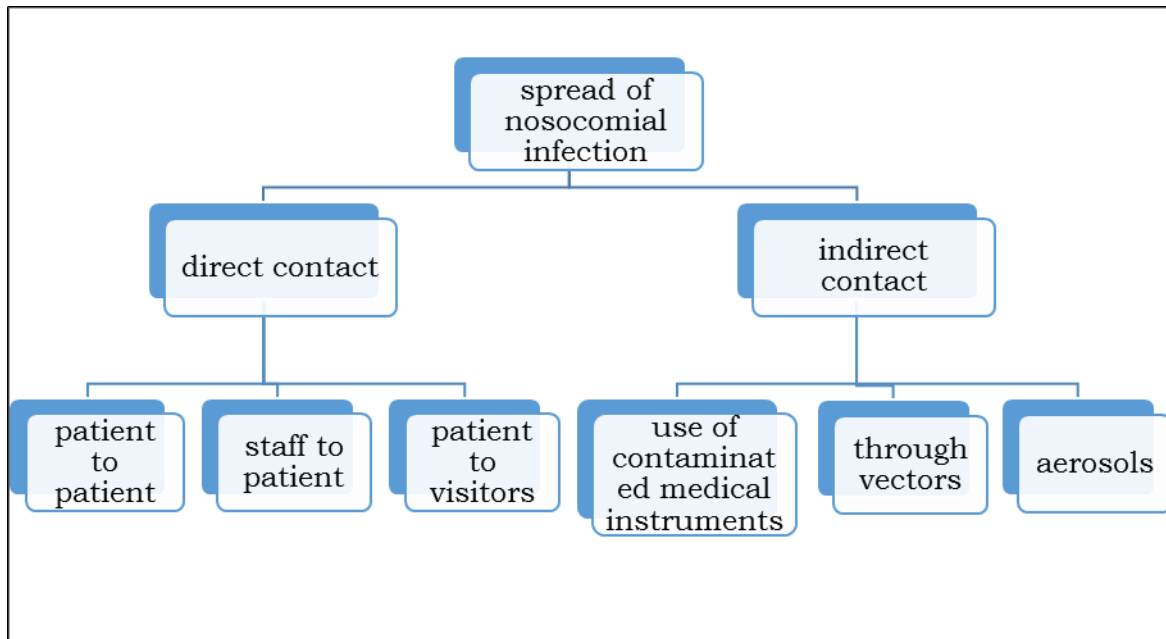 spread of
nosocomial
infection
direct contact
indirect
contact
patient
to
patient
staff to
patient
patient
to
visitors
use of
contaminat
ed medical
instruments
through
vectors
aerosols